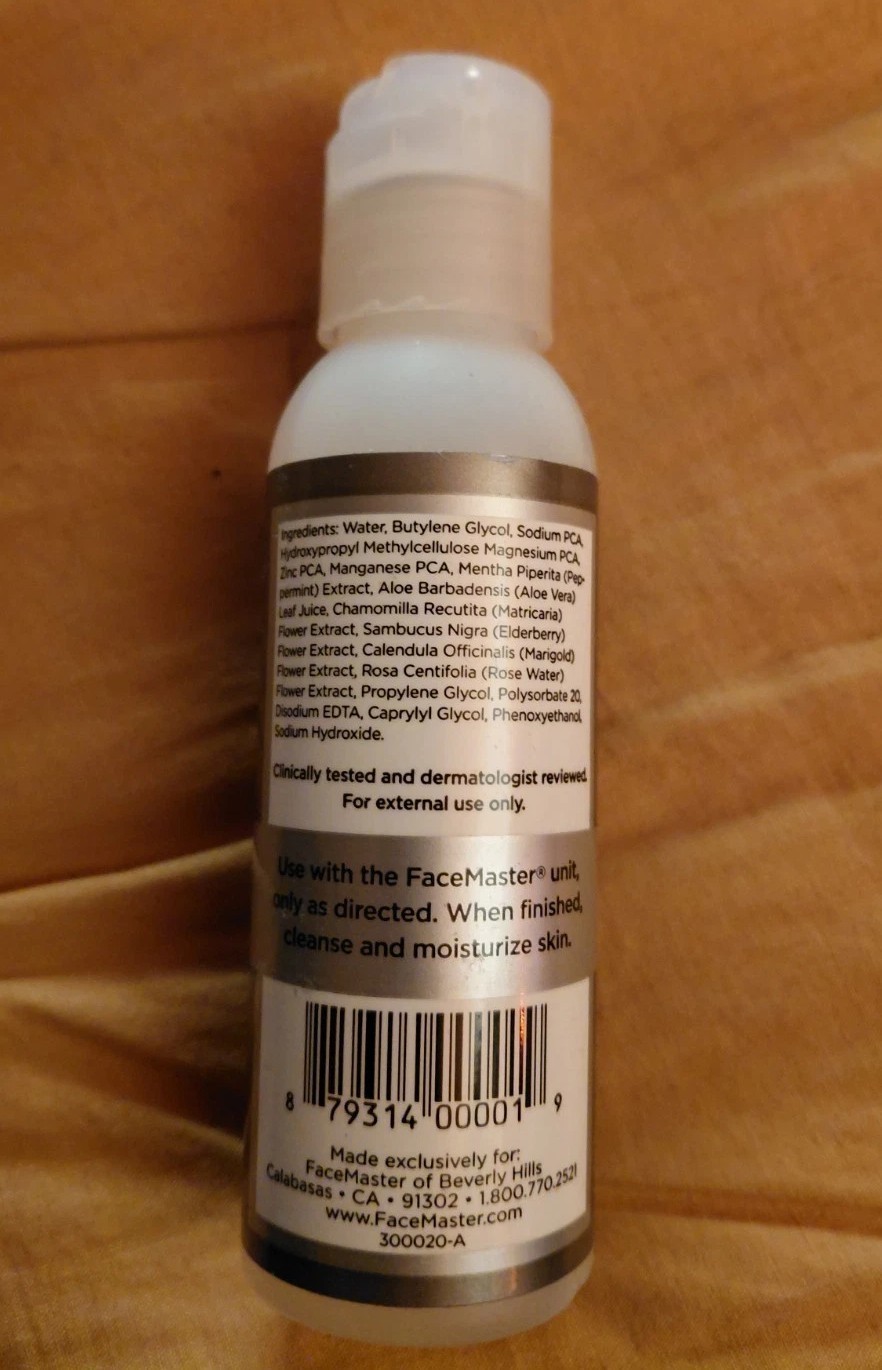 Ingredients: Water, Butylene Glycol, Sodium PCA,
Hydroxypropyl Methylcellulose Magnesium PCA,
Zinc PCA, Manganese PCA, Mentha Piperita (Pep-
permint) Extract, Aloe Barbadensis (Aloe Vera)
Leaf Juice, Chamomilla Recutita (Matricaria)
Flower Extract, Sambucus Nigra (Elderberry)
Flower Extract, Calendula Officinalis (Marigold)
Flower Extract, Rosa Centifolia (Rose Water)
Flower Extract, Propylene Glycol, Polysorbate 20,
Disodium EDTA, Caprylyl Glycol, Phenoxyethanol,
Sodium Hydroxide.
Clinically tested and dermatologist reviewed.
For external use only.
Use with the FaceMaster® unit,
only as directed. When finished,
cleanse and moisturize skin.
8 79314 00001 9
Made exclusively for:
FaceMaster of Beverly Hills
Calabasas • CA • 91302 • 1.800.770.2521
www.FaceMaster.com
300020-A